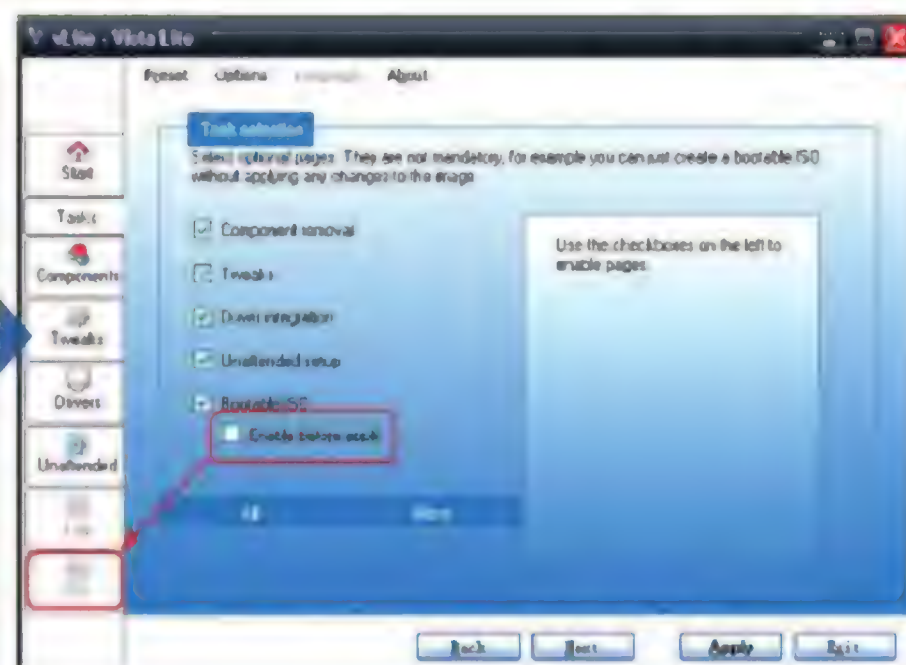 vLite - Vista Lite
Preset Options About
Start
Tasks
Components
Tweaks
Drivers
Unattended
Task selection
Select optional pages. They are not mandatory, for example you can just create a bootable ISO
without applying any changes to the image
Component removal
Tweaks
Driver integration
Unattended setup
Bootable ISO
Enable before apply
All None
Use the checkboxes on the left to
enable pages.
Back Next Apply Exit